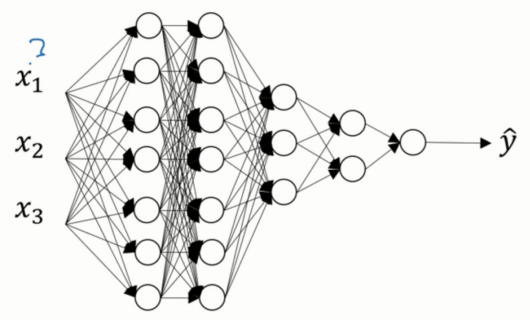 x₁
x₂
x₃
ŷ